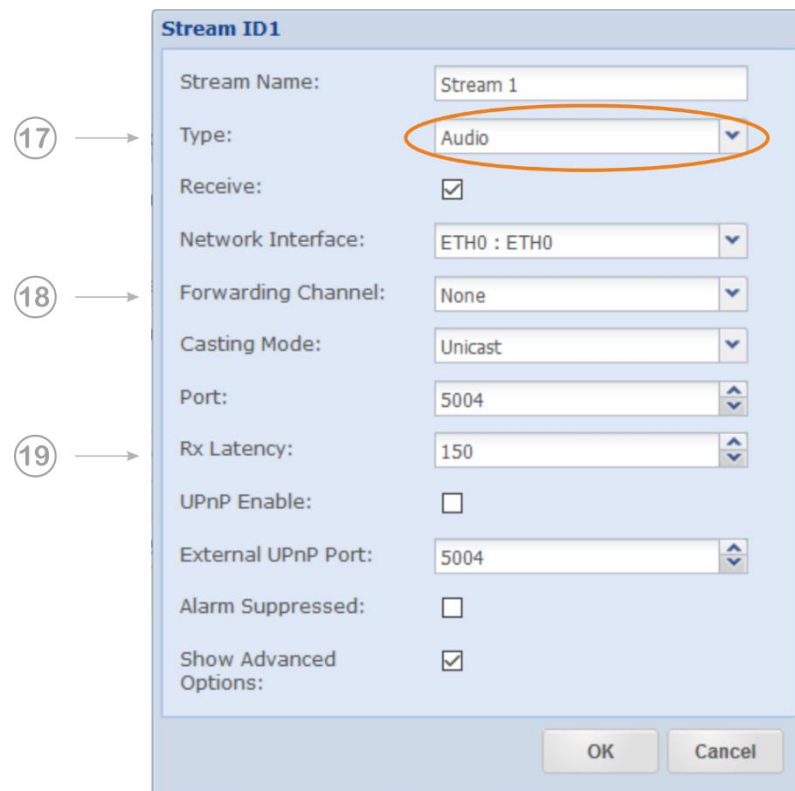 Stream ID1
Stream Name: Stream 1
17 Type: Audio
Receive:
Network Interface: ETH0 : ETH0
18 Forwarding Channel: None
Casting Mode: Unicast
Port: 5004
19 Rx Latency: 150
UPnP Enable:
External UPnP Port: 5004
Alarm Suppressed:
Show Advanced
Options:
OK Cancel